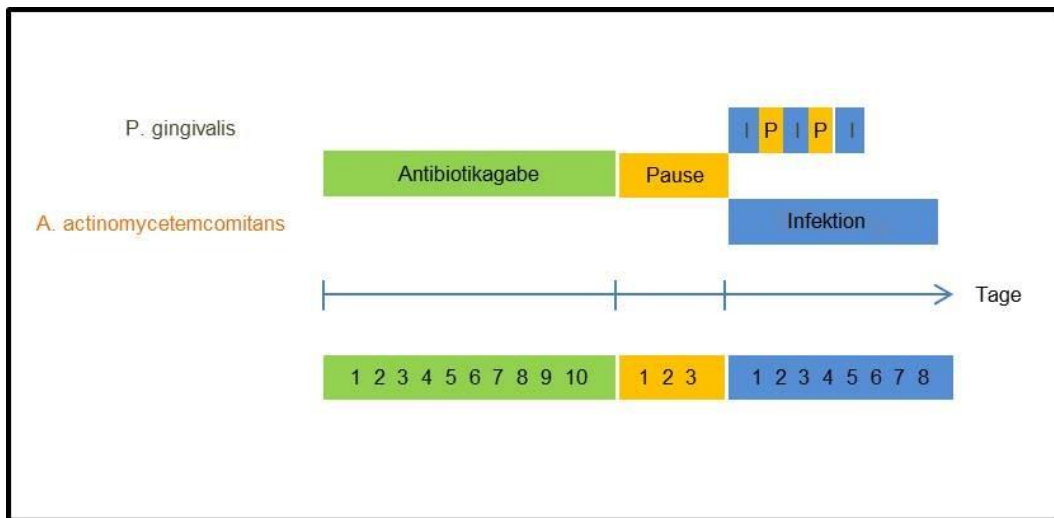 P. gingivalis
I P I P I
Antibiotikagabe Pause
A. actinomycetemcomitans
Infektion
Tage
1 2 3 4 5 6 7 8 9 10 1 2 3 1 2 3 4 5 6 7 8